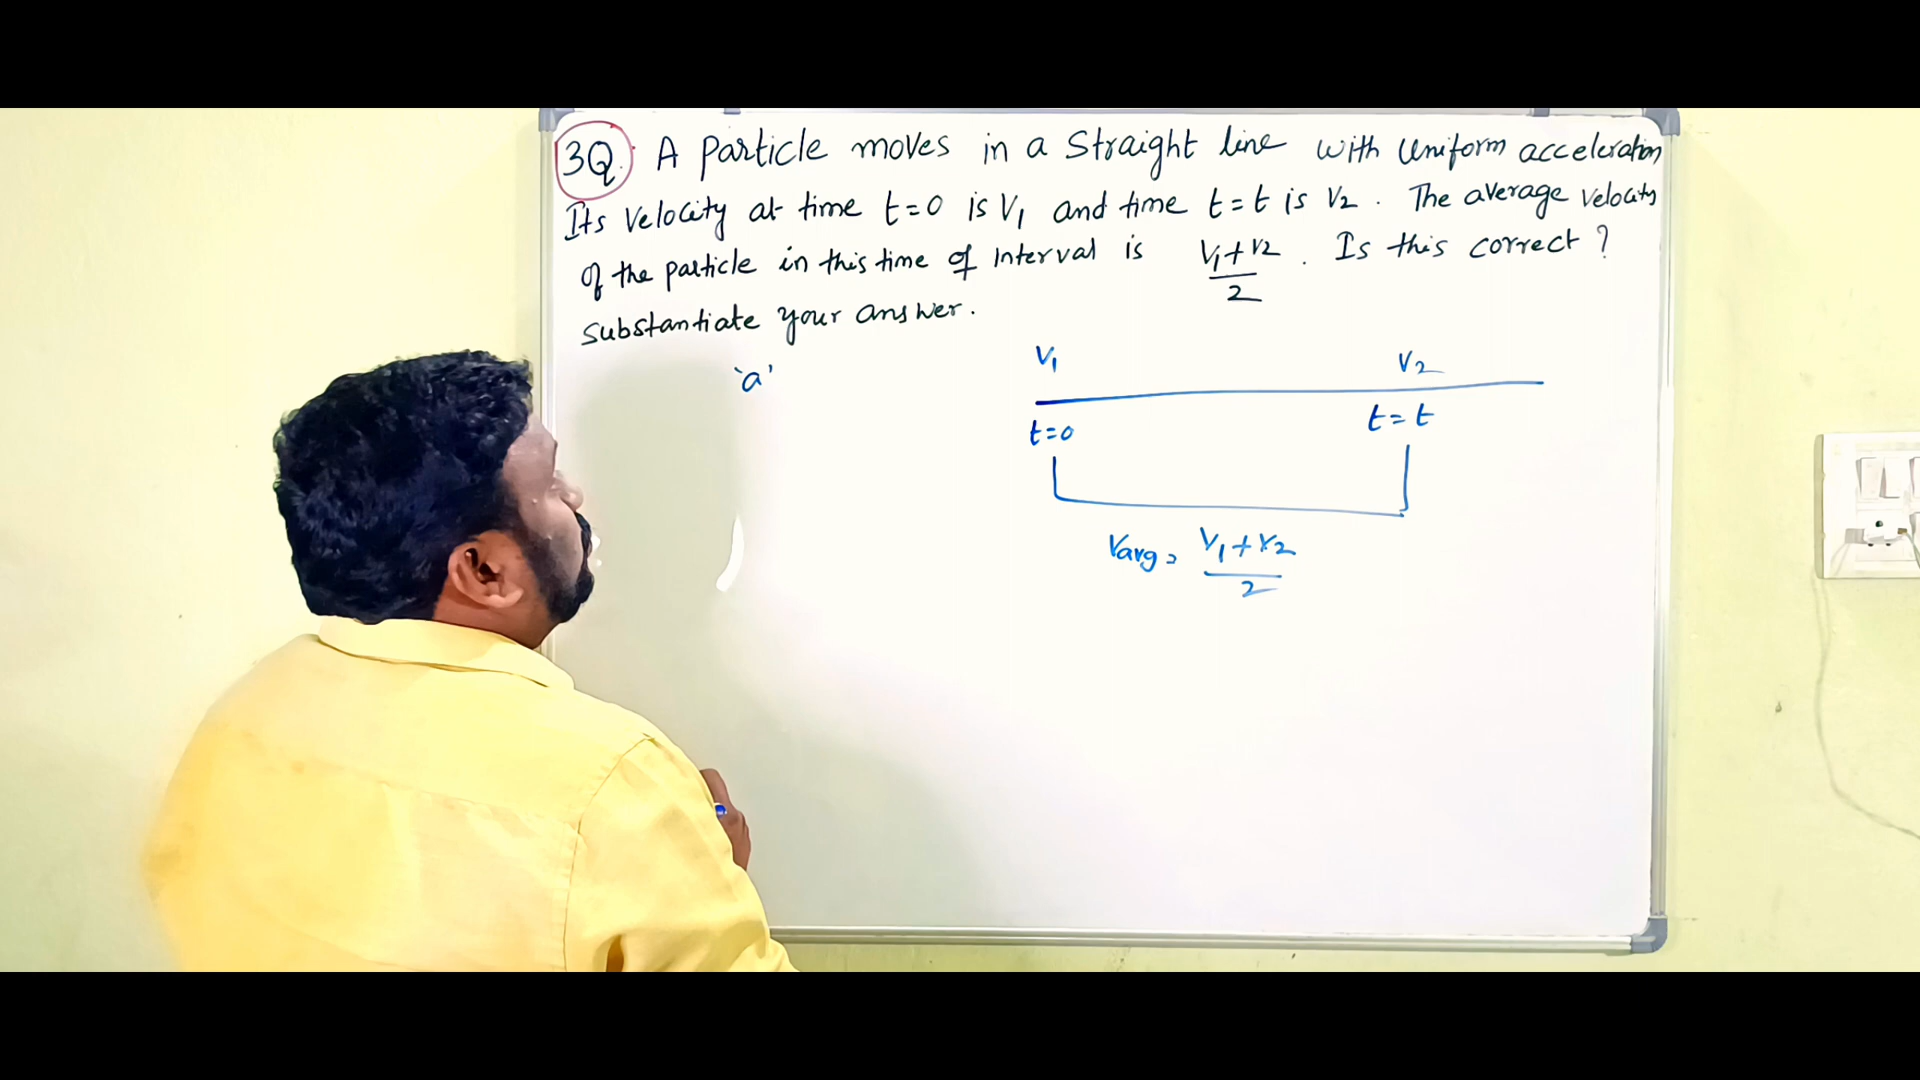 3Q. A particle moves in a straight line with uniform acceleration
Its velocity at time t=0 is V₁ and time t=t is V₂. The average velocity
of the particle in this time of Interval is V₁+V₂/2. Is this correct?
substantiate your answer.
'a'
V₁ V₂
t=0 t=t
Vavg = V₁+V₂/2